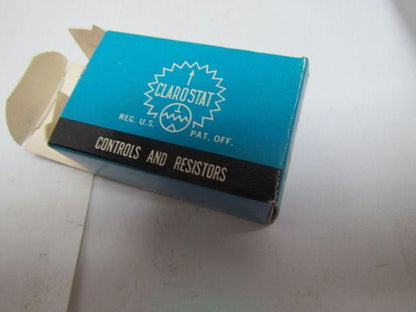 CLAROSTAT
REG. U.S. PAT. OFF.
CONTROLS AND RESISTORS